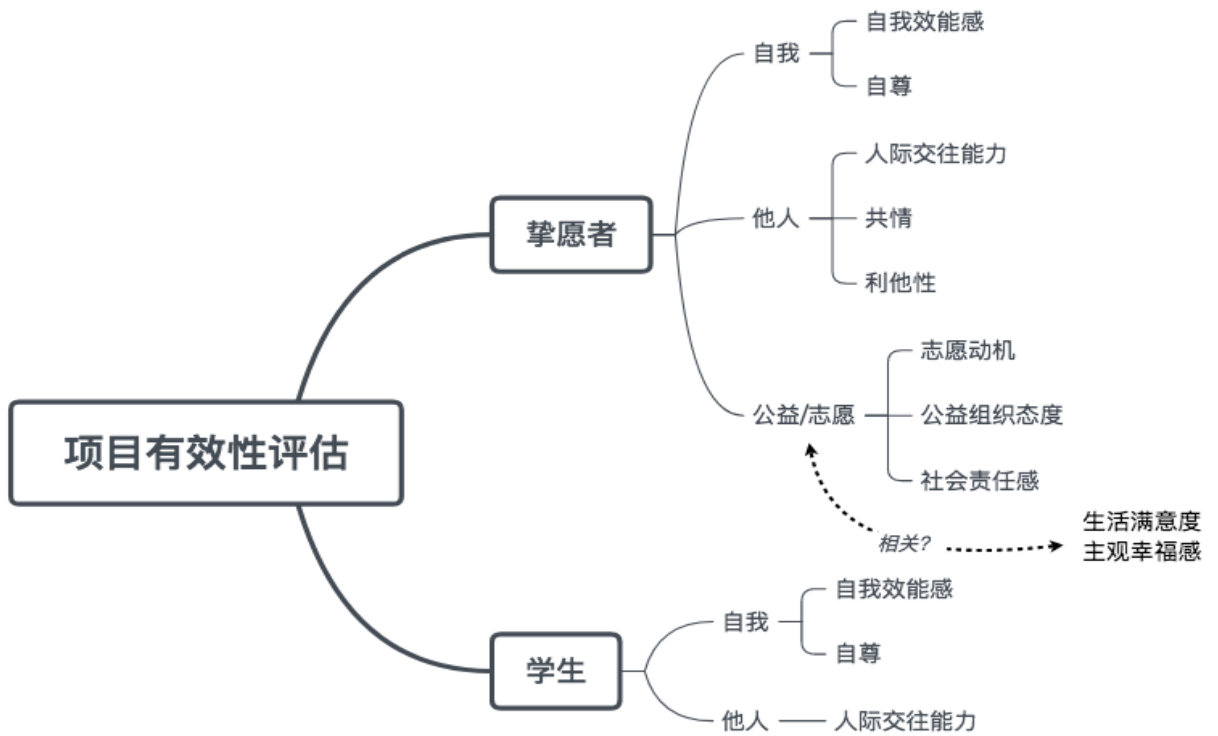 项目有效性评估
挚愿者
自我
自我效能感
自尊
他人
人际交往能力
共情
利他性
公益/志愿
志愿动机
公益组织态度
社会责任感
相关?
生活满意度
主观幸福感
学生
自我
自我效能感
自尊
他人
人际交往能力